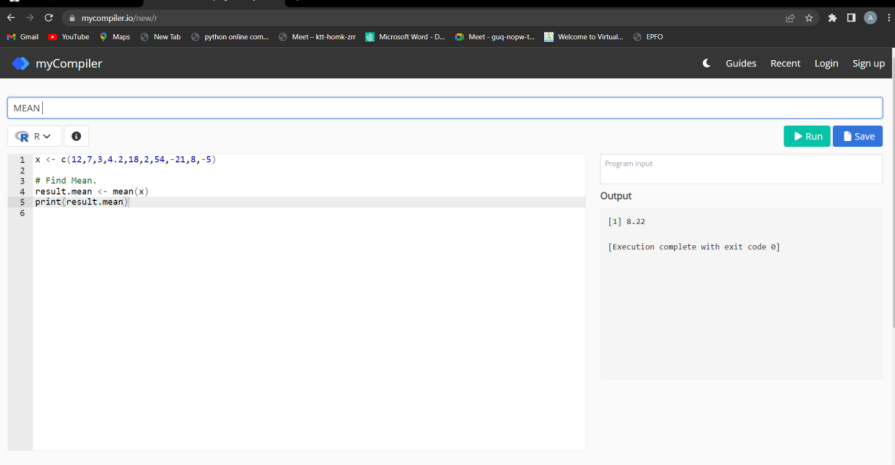 mycompiler.io/new/r
Gmail YouTube Maps New Tab python online com... Meet – ktt-homk-zrr Microsoft Word - D... Meet - guq-nopw-t... Welcome to Virtual... EPFO
myCompiler Guides Recent Login Sign up
MEAN
R Run Save
1 x <- c(12,7,3,4.2,18,2,54,-21,8,-5)
2
3 # Find Mean.
4 result.mean <- mean(x)
5 print(result.mean)
6
Program input
Output
[1] 8.22
[Execution complete with exit code 0]